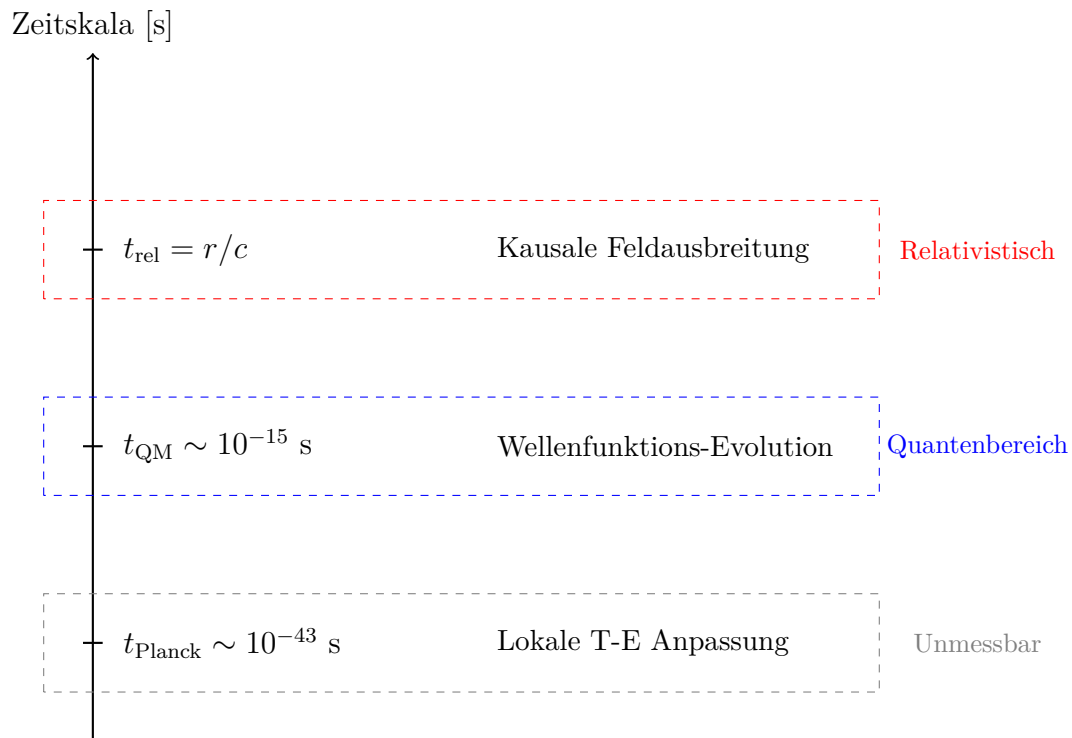 Zeitskala [s]
t_rel = r/c Kausale Feldausbreitung Relativistisch
t_QM ∼ 10^−15 s Wellenfunktions-Evolution Quantenbereich
t_Planck ∼ 10^−43 s Lokale T-E Anpassung Unmessbar